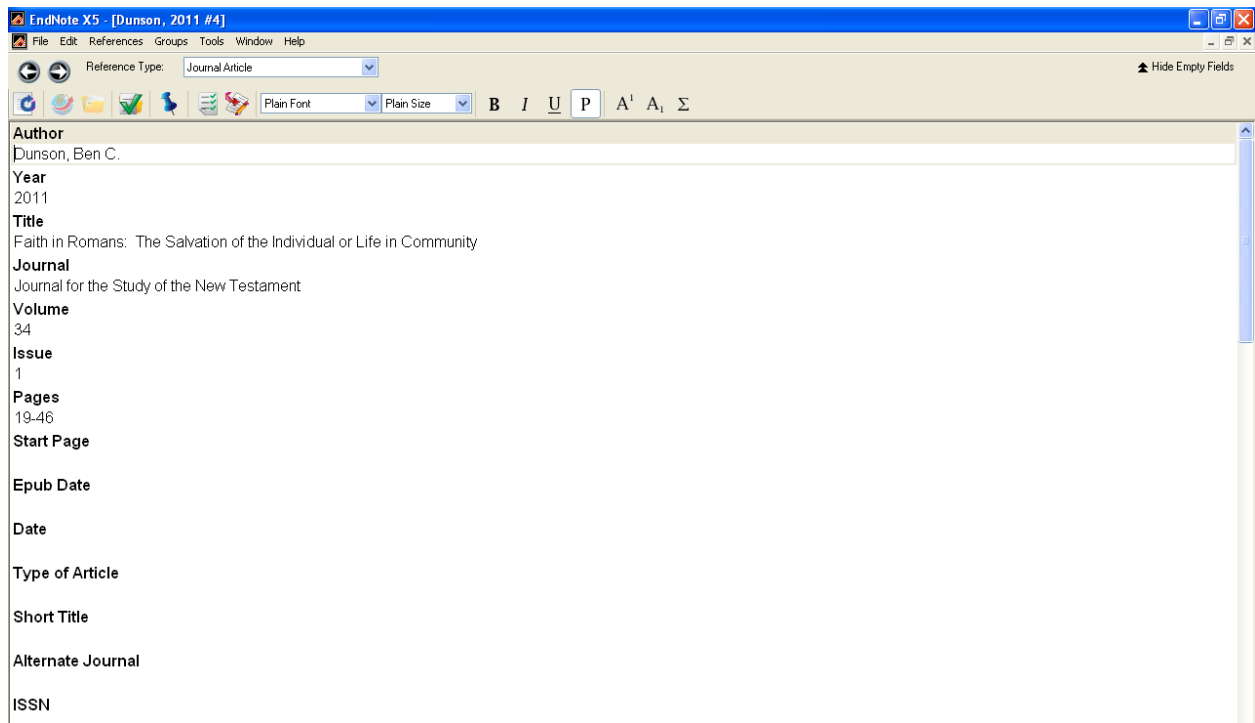 EndNote X5 - [Dunson, 2011 #4]
File Edit References Groups Tools Window Help
Reference Type: Journal Article Hide Empty Fields
Plain Font Plain Size B I U P A¹ A₁ Σ
Author
Dunson, Ben C.
Year
2011
Title
Faith in Romans:  The Salvation of the Individual or Life in Community
Journal
Journal for the Study of the New Testament
Volume
34
Issue
1
Pages
19-46
Start Page
Epub Date
Date
Type of Article
Short Title
Alternate Journal
ISSN